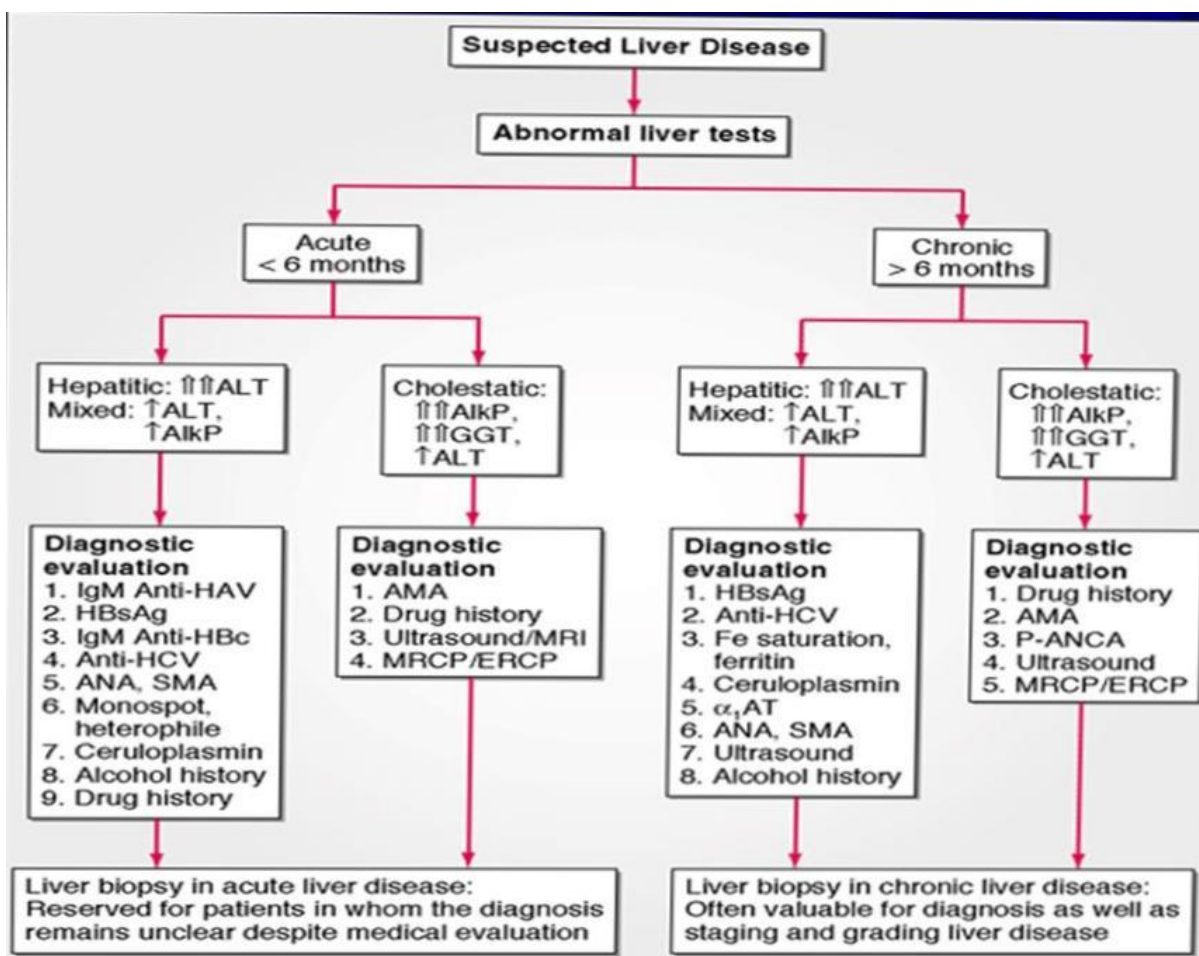 Suspected Liver Disease
Abnormal liver tests
Acute
< 6 months
Chronic
> 6 months
Hepatitic: ⇑⇑ALT
Mixed: ↑ALT,
↑AlkP
Cholestatic:
⇑⇑AlkP,
⇑⇑GGT,
↑ALT
Hepatitic: ⇑⇑ALT
Mixed: ↑ALT,
↑AlkP
Cholestatic:
⇑⇑AlkP,
⇑⇑GGT,
↑ALT
Diagnostic
evaluation
1. IgM Anti-HAV
2. HBsAg
3. IgM Anti-HBc
4. Anti-HCV
5. ANA, SMA
6. Monospot,
heterophile
7. Ceruloplasmin
8. Alcohol history
9. Drug history
Diagnostic
evaluation
1. AMA
2. Drug history
3. Ultrasound/MRI
4. MRCP/ERCP
Diagnostic
evaluation
1. HBsAg
2. Anti-HCV
3. Fe saturation,
ferritin
4. Ceruloplasmin
5. α₁AT
6. ANA, SMA
7. Ultrasound
8. Alcohol history
Diagnostic
evaluation
1. Drug history
2. AMA
3. P-ANCA
4. Ultrasound
5. MRCP/ERCP
Liver biopsy in acute liver disease:
Reserved for patients in whom the diagnosis
remains unclear despite medical evaluation
Liver biopsy in chronic liver disease:
Often valuable for diagnosis as well as
staging and grading liver disease